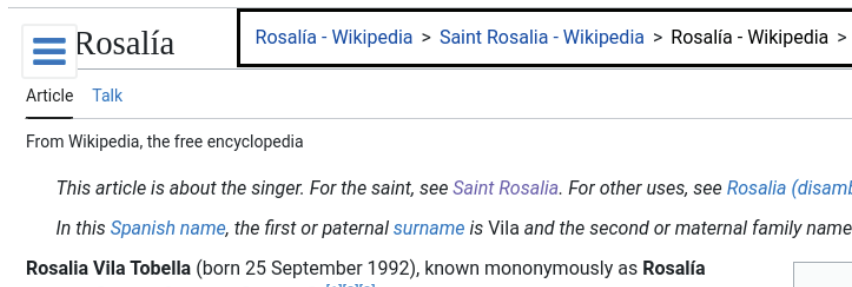 Rosalía
Rosalía - Wikipedia > Saint Rosalia - Wikipedia > Rosalía - Wikipedia >
Article Talk
From Wikipedia, the free encyclopedia
This article is about the singer. For the saint, see Saint Rosalia. For other uses, see Rosalia (disamb
In this Spanish name, the first or paternal surname is Vila and the second or maternal family name
Rosalia Vila Tobella (born 25 September 1992), known mononymously as Rosalía